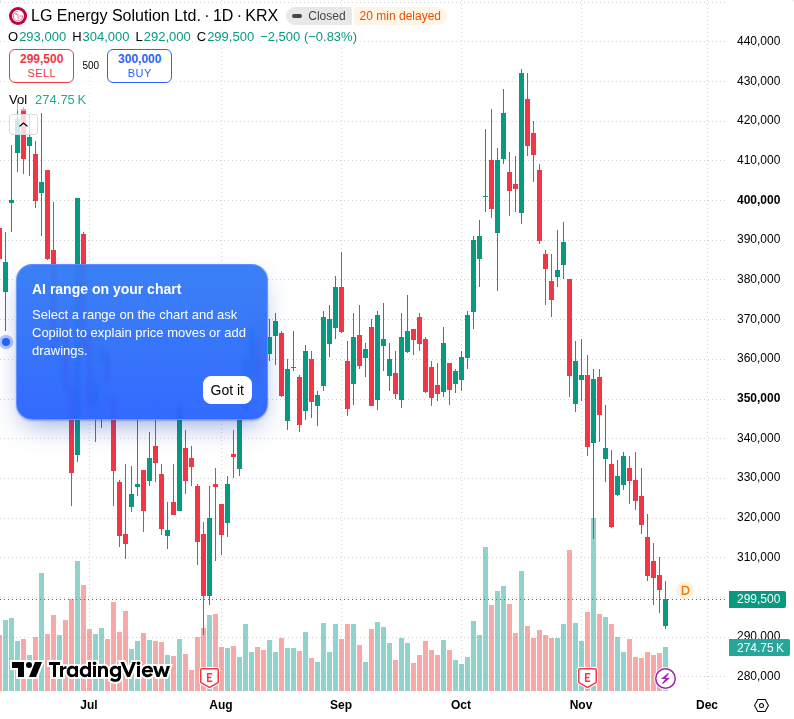 LG Energy Solution Ltd. · 1D · KRX Closed 20 min delayed
O293,000 H304,000 L292,000 C299,500 −2,500 (−0.83%)
299,500
SELL
500
300,000
BUY
Vol 274.75 K
AI range on your chart
Select a range on the chart and ask
Copilot to explain price moves or add
drawings.
Got it
440,000
430,000
420,000
410,000
400,000
390,000
380,000
370,000
360,000
350,000
340,000
330,000
320,000
310,000
D
299,500
290,000
274.75 K
280,000
TradingView
E
E
Jul Aug Sep Oct Nov Dec